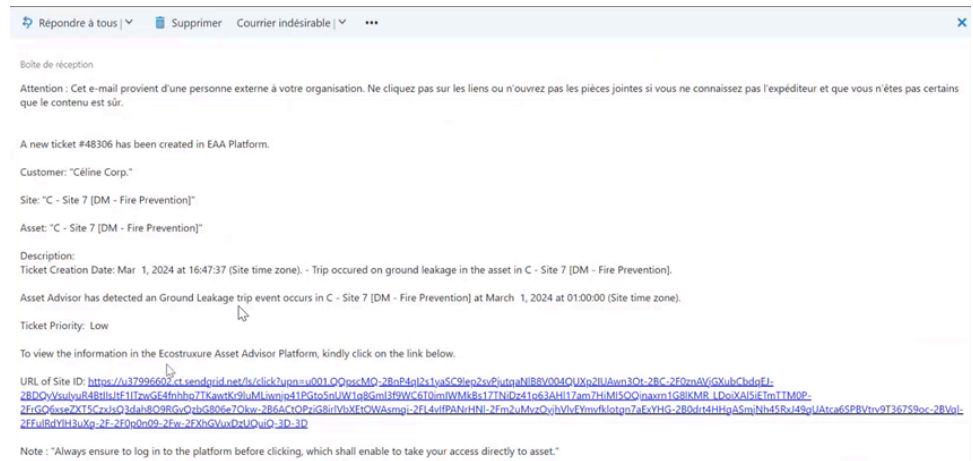 Répondre à tous | Supprimer Courrier indésirable | ...
Boîte de réception
Attention : Cet e-mail provient d'une personne externe à votre organisation. Ne cliquez pas sur les liens ou n'ouvrez pas les pièces jointes si vous ne connaissez pas l'expéditeur et que vous n'êtes pas certains
que le contenu est sûr.
A new ticket #48306 has been created in EAA Platform.
Customer: "Céline Corp."
Site: "C - Site 7 [DM - Fire Prevention]"
Asset: "C - Site 7 [DM - Fire Prevention]"
Description:
Ticket Creation Date: Mar 1, 2024 at 16:47:37 (Site time zone). - Trip occured on ground leakage in the asset in C - Site 7 [DM - Fire Prevention].
Asset Advisor has detected an Ground Leakage trip event occurs in C - Site 7 [DM - Fire Prevention] at March 1, 2024 at 01:00:00 (Site time zone).
Ticket Priority: Low
To view the information in the Ecostruxure Asset Advisor Platform, kindly click on the link below.
URL of Site ID:
Note : "Always ensure to log in to the platform before clicking, which shall enable to take your access directly to asset."